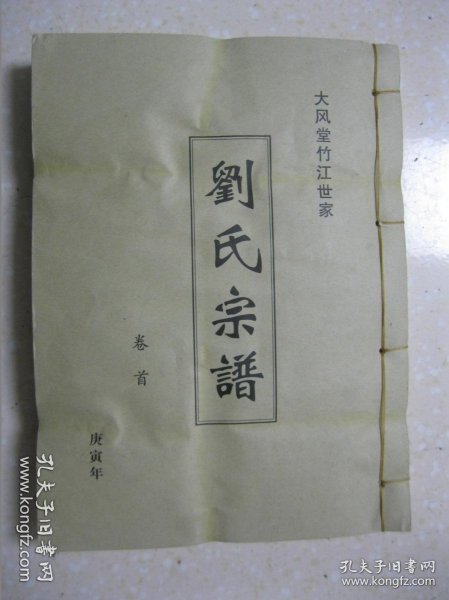 大风堂竹江世家
劉氏宗譜
卷首
庚寅年
孔夫子旧书网
kongfz.com
孔夫子旧书网
www.kongfz.com